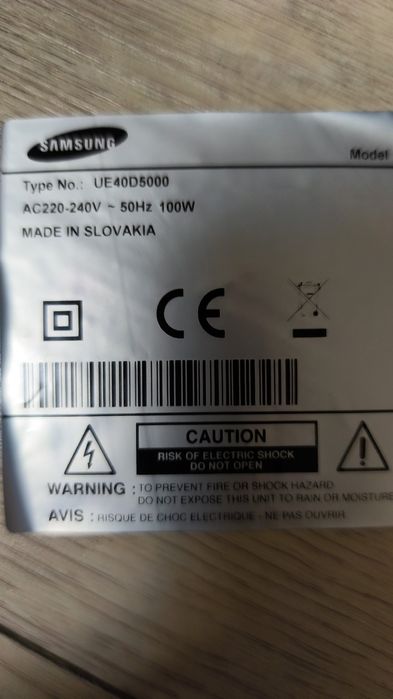 SAMSUNG
Model
Type No.: UE40D5000
AC220-240V ~ 50Hz 100W
MADE IN SLOVAKIA
CE
CAUTION
RISK OF ELECTRIC SHOCK
DO NOT OPEN
WARNING : TO PREVENT FIRE OR SHOCK HAZARD
DO NOT EXPOSE THIS UNIT TO RAIN OR MOISTURE
AVIS : RISQUE DE CHOC ELECTRIQUE - NE PAS OUVRIR